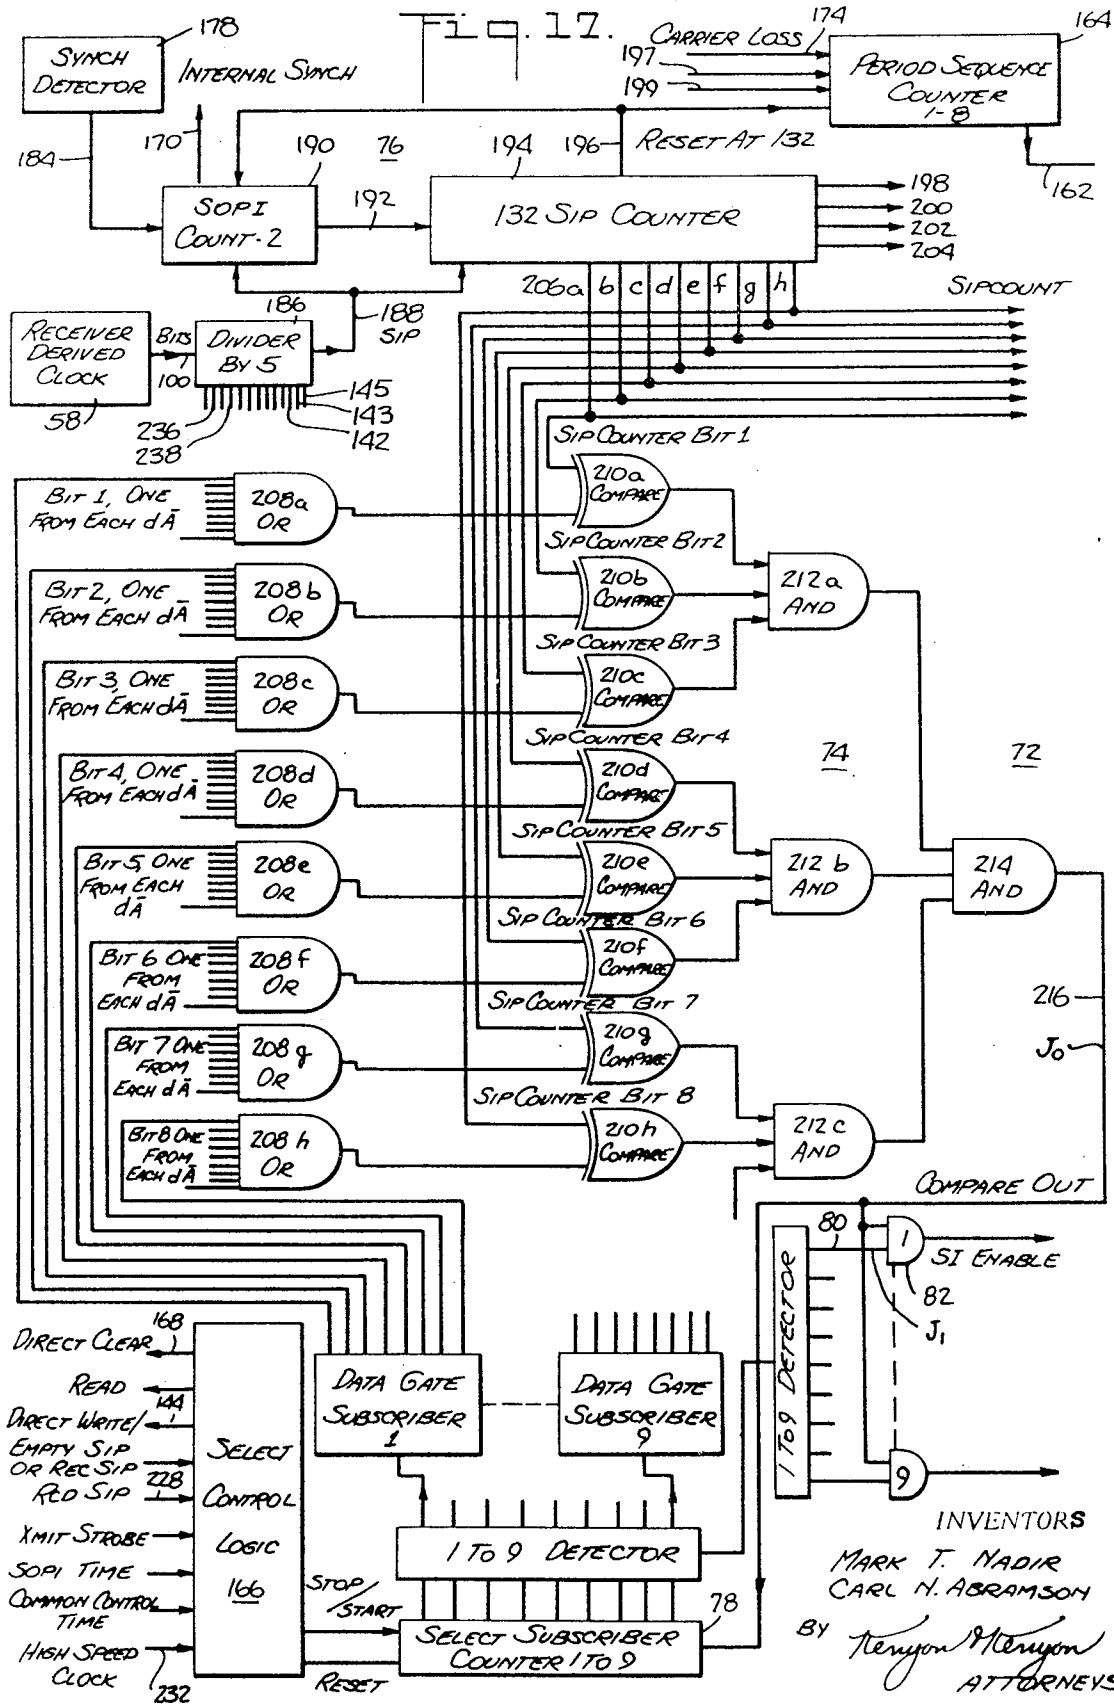 Fig. 17.
178
SYNCH
DETECTOR
INTERNAL SYNCH
184
170
190
76
SOPI
COUNT-2
192
194
132 SIP COUNTER
196
RESET AT 132
CARRIER LOSS
174
197
199
164
PERIOD SEQUENCE
COUNTER
1-8
162
198
200
202
204
206a b c d e f g h
SIPCOUNT
RECEIVER
DERIVED
CLOCK
58
BITS
100
186
DIVIDER
BY 5
188
SIP
145
143
142
236
238
SIP COUNTER BIT 1
BIT 1, ONE
FROM EACH dĀ
208a
OR
210a
COMPARE
SIP COUNTER BIT 2
BIT 2, ONE
FROM EACH dĀ
208b
OR
210b
COMPARE
212a
AND
SIP COUNTER BIT 3
BIT 3, ONE
FROM EACH dĀ
208c
OR
210c
COMPARE
SIP COUNTER BIT 4
BIT 4, ONE
FROM EACH dĀ
208d
OR
210d
COMPARE
74
72
SIP COUNTER BIT 5
BIT 5, ONE
FROM EACH
dĀ
208e
OR
210e
COMPARE
212 b
AND
214
AND
SIP COUNTER BIT 6
BIT 6 ONE
FROM
EACH dĀ
208f
OR
210f
COMPARE
216
SIP COUNTER BIT 7
BIT 7 ONE
FROM
EACH dĀ
208g
OR
210g
COMPARE
J₀
SIP COUNTER BIT 8
BIT 8 ONE
FROM
EACH dĀ
208h
OR
210h
COMPARE
212c
AND
COMPARE OUT
80
1
SI ENABLE
82
J₁
1 TO 9 DETECTOR
9
DIRECT CLEAR
168
READ
DIRECT WRITE/
144
EMPTY SIP
OR REC SIP
RCD SIP
228
XMIT STROBE
SOPI TIME
COMMON CONTROL
TIME
HIGH SPEED
CLOCK
232
SELECT
CONTROL
LOGIC
166
DATA GATE
SUBSCRIBER
1
DATA GATE
SUBSCRIBER
9
1 TO 9 DETECTOR
STOP/
START
RESET
78
SELECT SUBSCRIBER
COUNTER 1 TO 9
INVENTORS
MARK T. NADIR
CARL N. ABRAMSON
BY Kenyon & Kenyon
ATTORNEYS